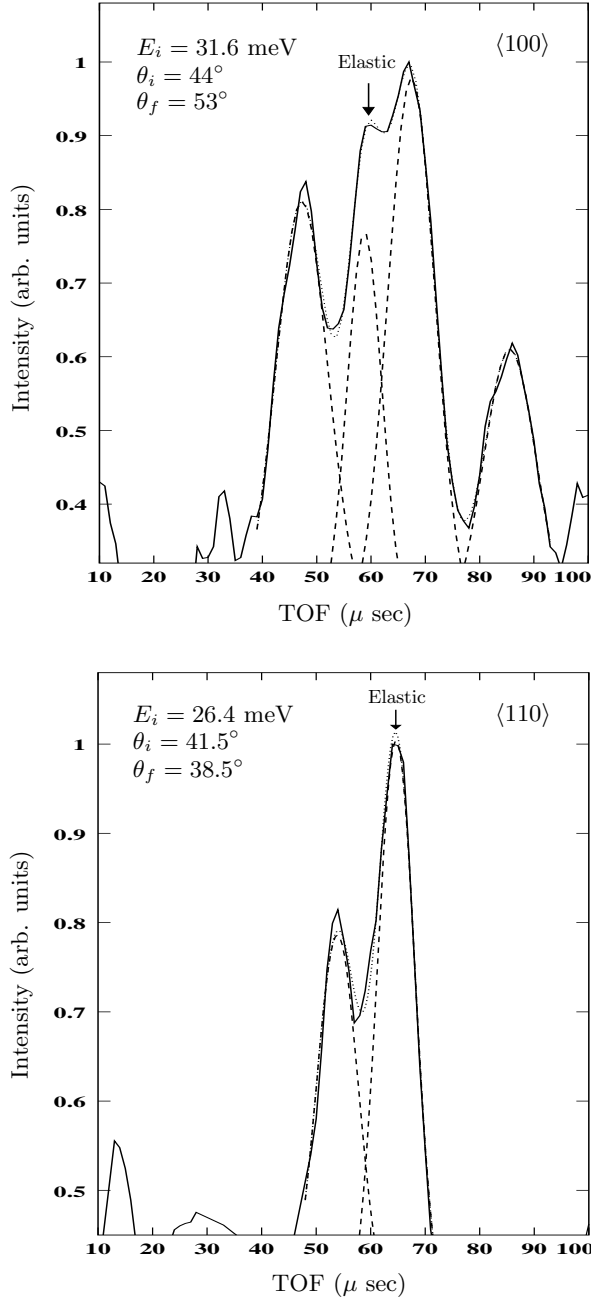 E_i = 31.6 meV
θ_i = 44°
θ_f = 53°
⟨100⟩
Elastic
1
0.9
0.8
0.7
0.6
0.5
0.4
Intensity (arb. units)
10 20 30 40 50 60 70 80 90 100
TOF (μ sec)
E_i = 26.4 meV
θ_i = 41.5°
θ_f = 38.5°
⟨110⟩
Elastic
1
0.9
0.8
0.7
0.6
0.5
Intensity (arb. units)
10 20 30 40 50 60 70 80 90 100
TOF (μ sec)